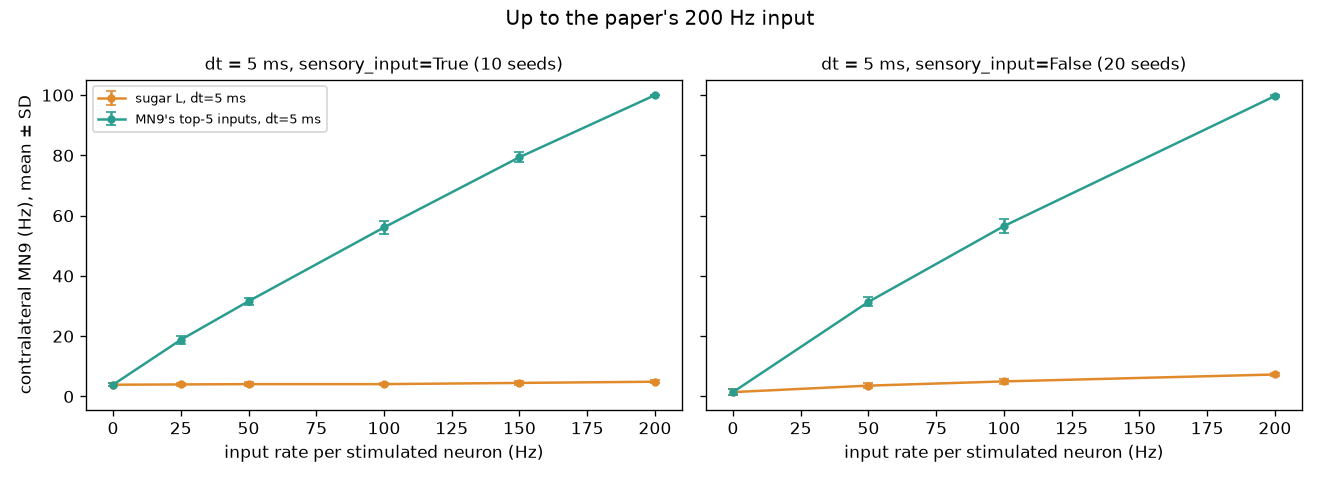 Up to the paper's 200 Hz input
dt = 5 ms, sensory_input=True (10 seeds)
dt = 5 ms, sensory_input=False (20 seeds)
contralateral MN9 (Hz), mean ± SD
100
80
60
40
20
0
sugar L, dt=5 ms
MN9's top-5 inputs, dt=5 ms
0 25 50 75 100 125 150 175 200
0 25 50 75 100 125 150 175 200
input rate per stimulated neuron (Hz)
input rate per stimulated neuron (Hz)